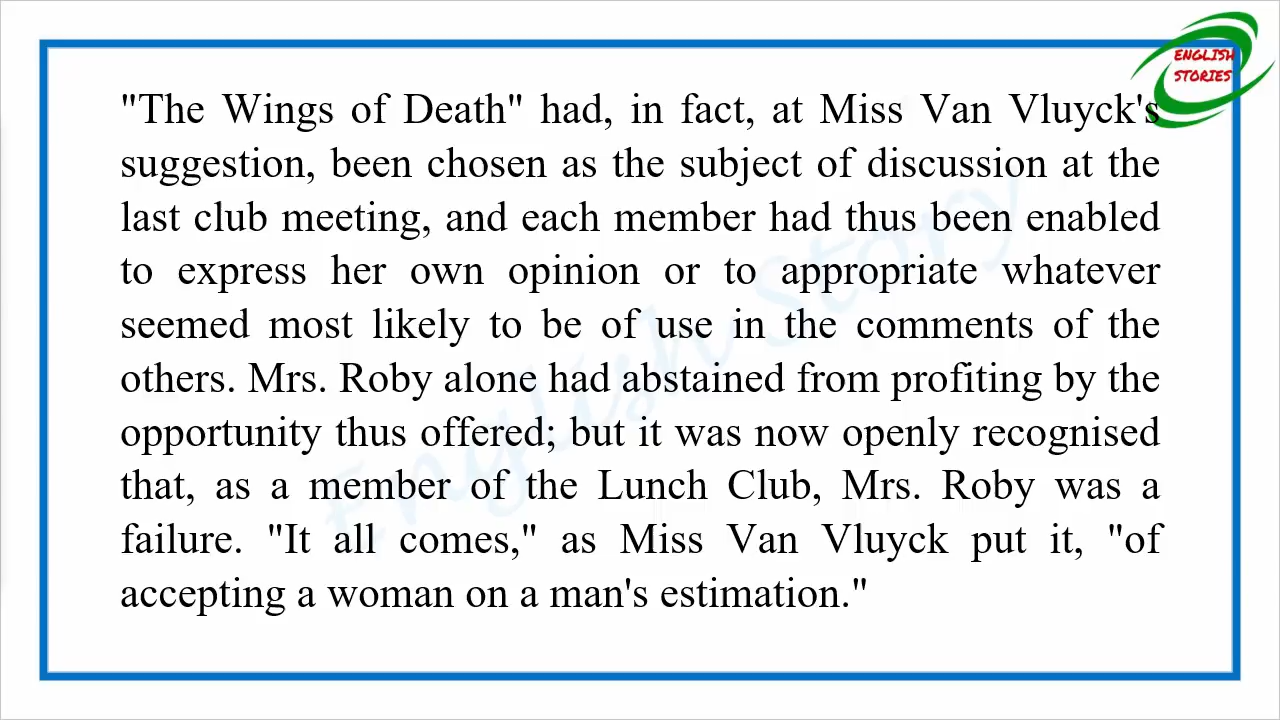 ENGLISH
STORIES
"The Wings of Death" had, in fact, at Miss Van Vluyck's
suggestion, been chosen as the subject of discussion at the
last club meeting, and each member had thus been enabled
to express her own opinion or to appropriate whatever
seemed most likely to be of use in the comments of the
others. Mrs. Roby alone had abstained from profiting by the
opportunity thus offered; but it was now openly recognised
that, as a member of the Lunch Club, Mrs. Roby was a
failure. "It all comes," as Miss Van Vluyck put it, "of
accepting a woman on a man's estimation."
English Story